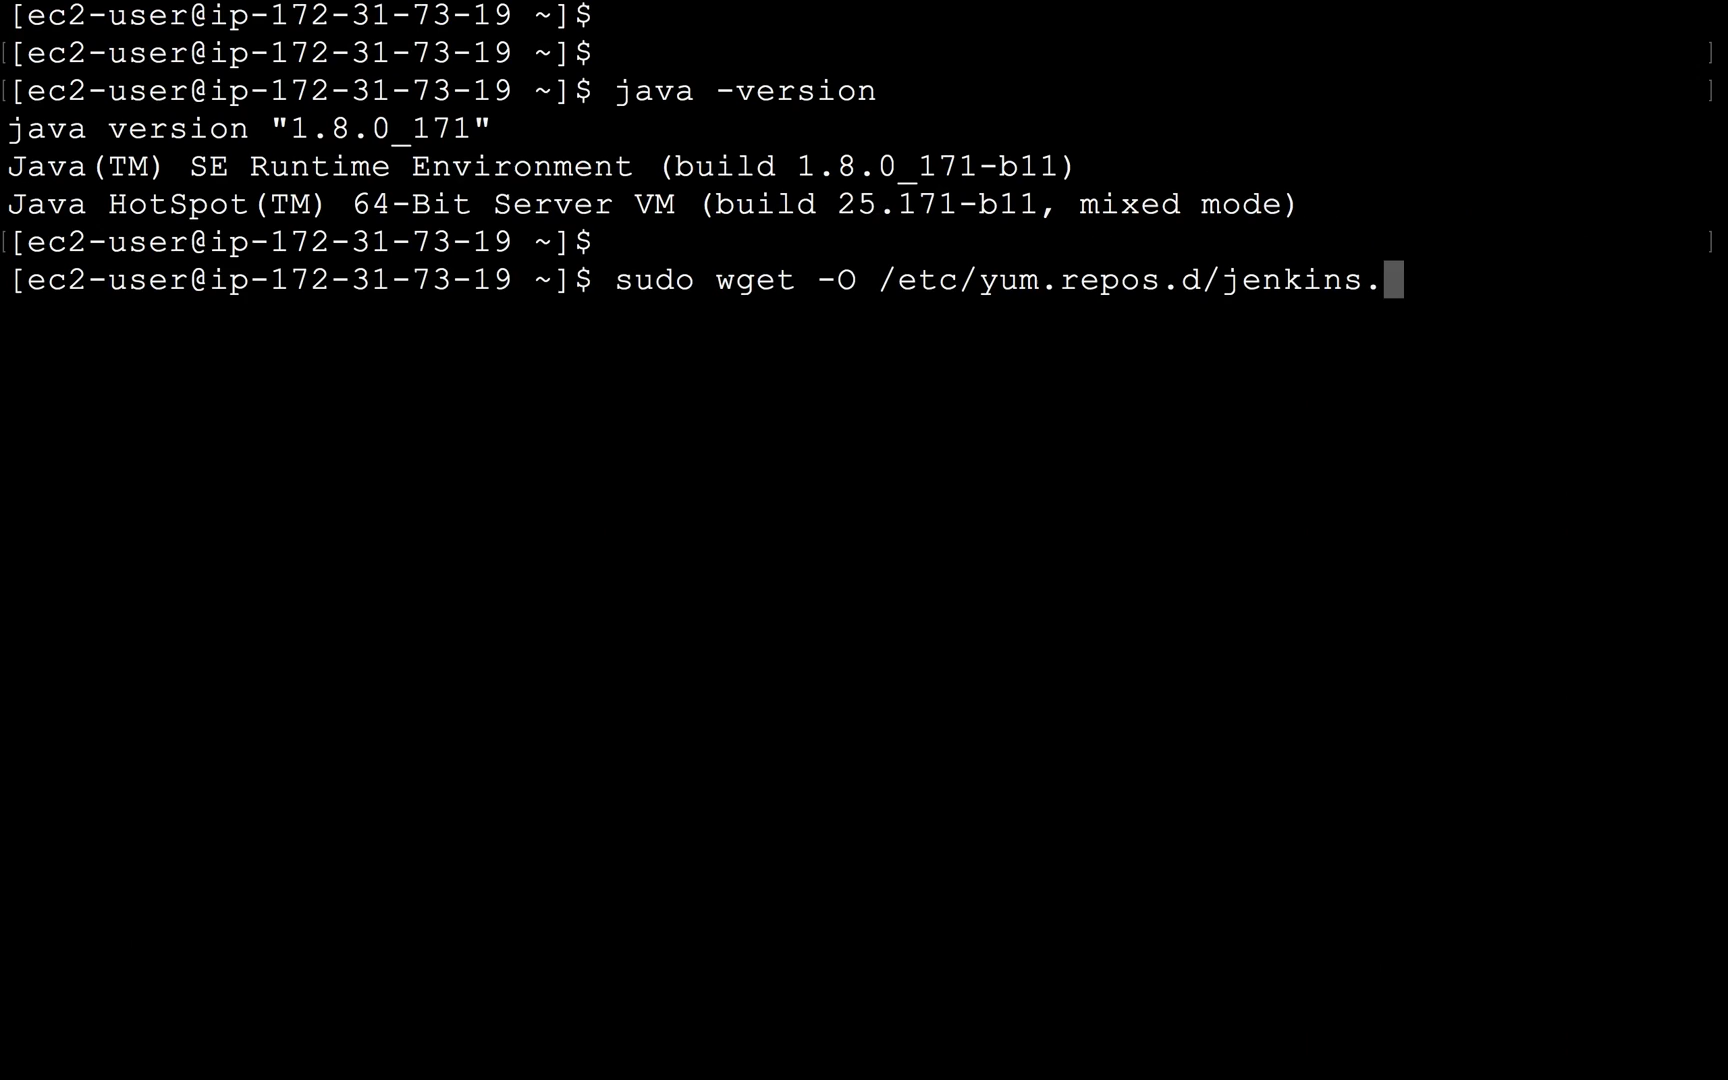 [ec2-user@ip-172-31-73-19 ~]$
[[ec2-user@ip-172-31-73-19 ~]$ ]
[[ec2-user@ip-172-31-73-19 ~]$ java -version ]
java version "1.8.0_171"
Java(TM) SE Runtime Environment (build 1.8.0_171-b11)
Java HotSpot(TM) 64-Bit Server VM (build 25.171-b11, mixed mode)
[[ec2-user@ip-172-31-73-19 ~]$ ]
[ec2-user@ip-172-31-73-19 ~]$ sudo wget -O /etc/yum.repos.d/jenkins.